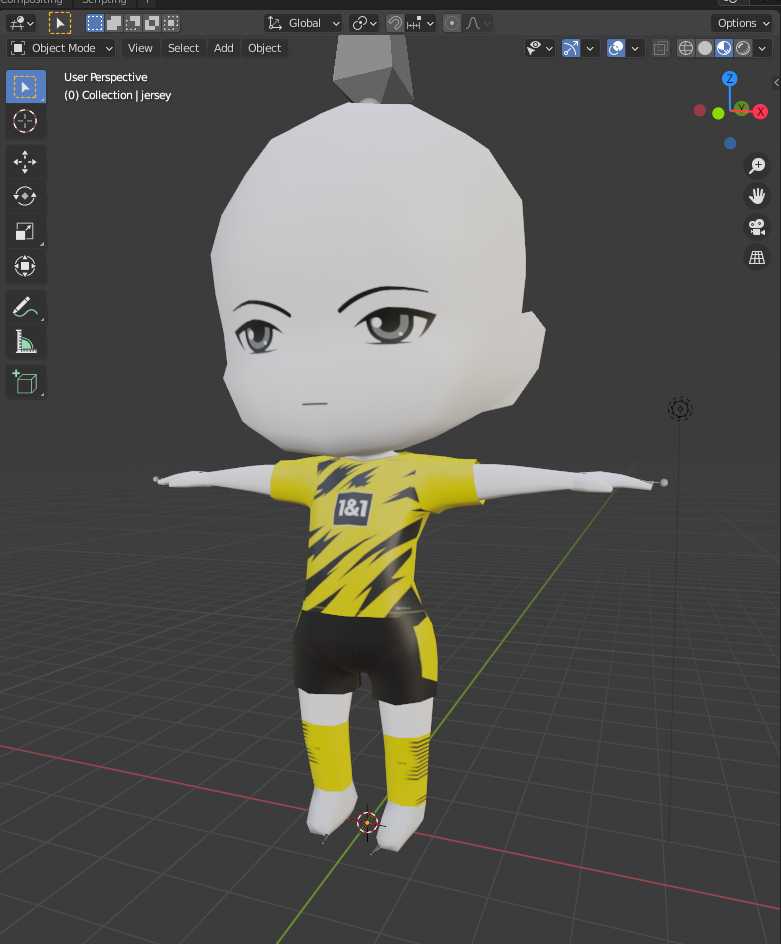 Compositing
Scripting
+
Global
Options
Object Mode
View
Select
Add
Object
User Perspective
(0) Collection | jersey
Z
Y
X
1&1